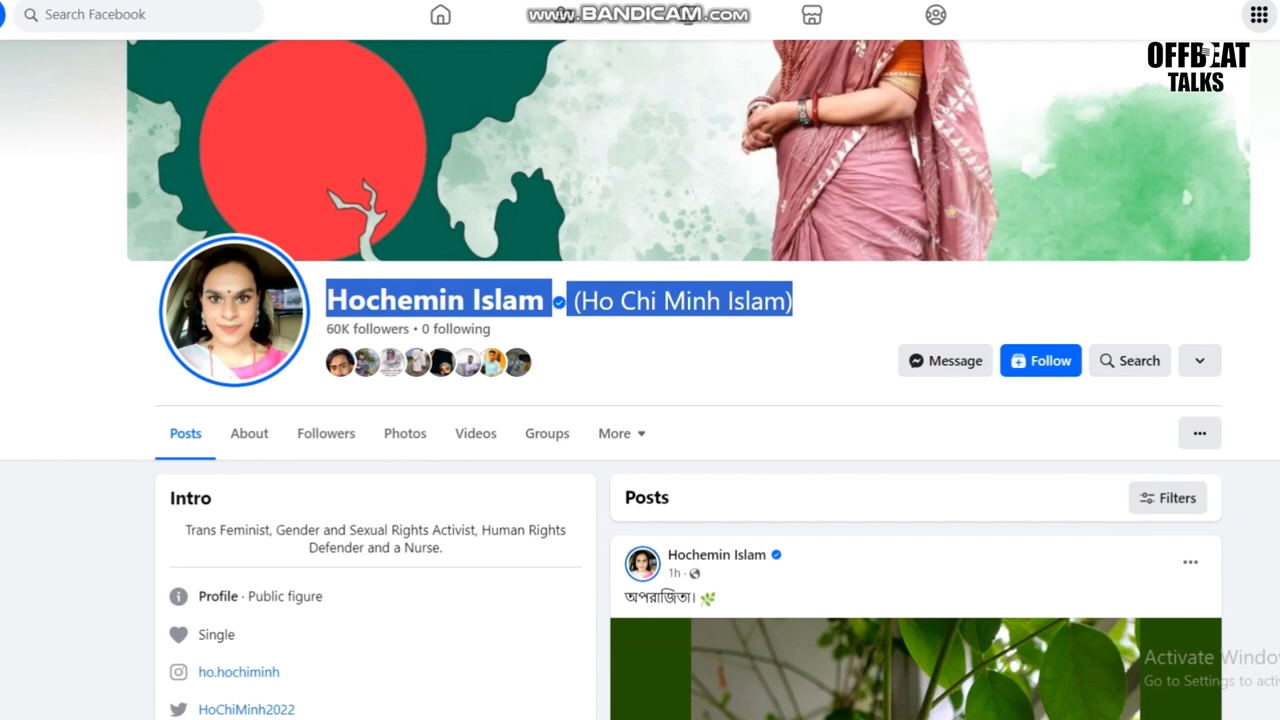 Search Facebook
www.BANDICAM.com
OFFBEAT
TALKS
Hochemin Islam (Ho Chi Minh Islam)
60K followers • 0 following
Message
Follow
Search
Posts
About
Followers
Photos
Videos
Groups
More
Intro
Trans Feminist, Gender and Sexual Rights Activist, Human Rights
Defender and a Nurse.
Profile · Public figure
Single
ho.hochiminh
HoChiMinh2022
Posts
Filters
Hochemin Islam
1h ·
অপরাজিতা। 🌿
Activate Windo
Go to Settings to acti